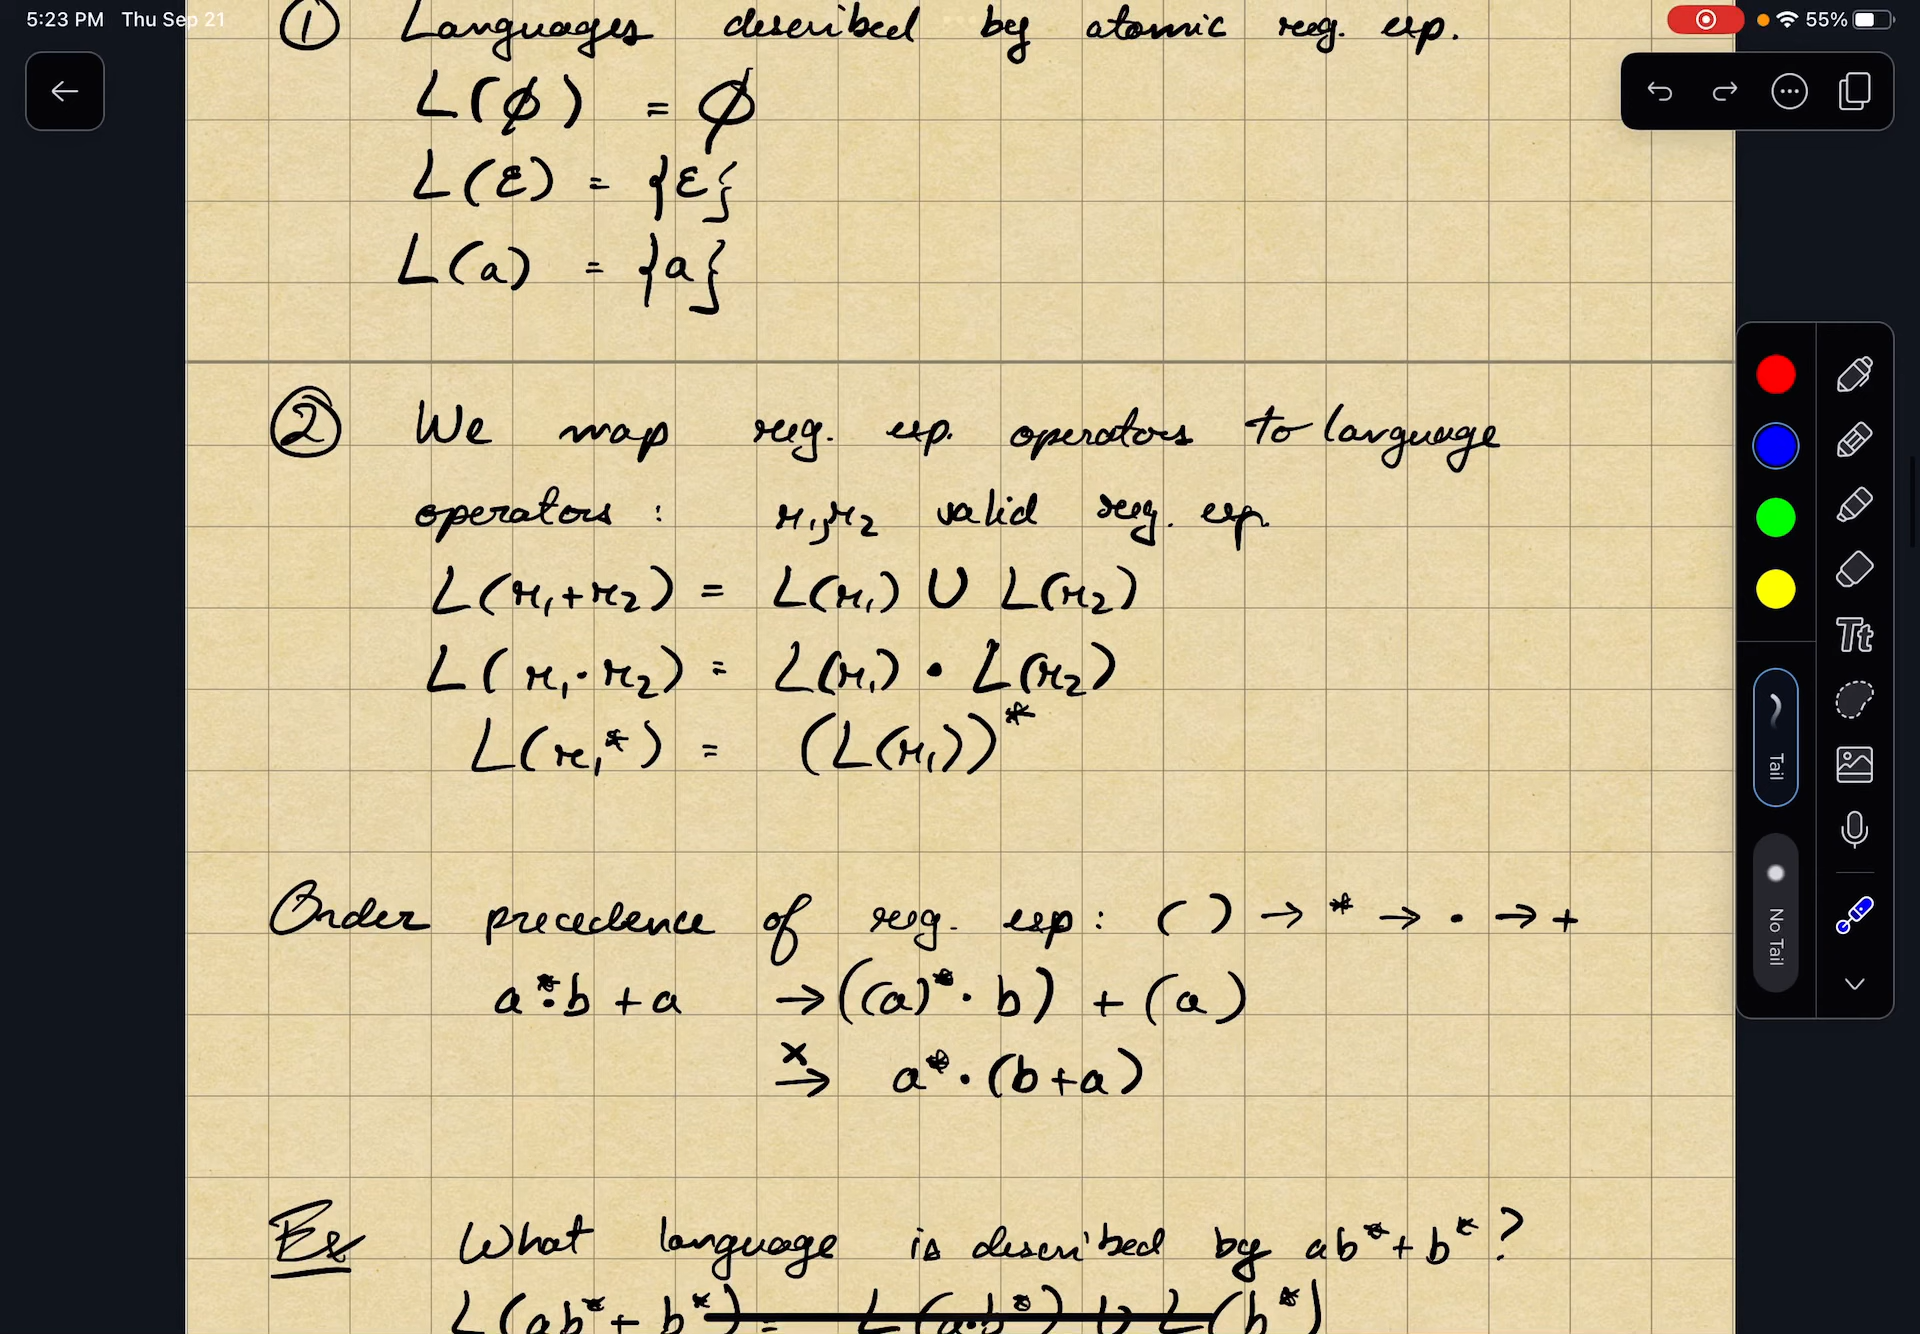 5:23 PM Thu Sep 21
55%
① Languages described by atomic reg. exp.
L(ϕ) = ϕ
L(ε) = {ε}
L(a) = {a}
② We map reg. exp. operators to language
operators : r₁, r₂ valid reg. exp.
L(r₁+r₂) = L(r₁) ∪ L(r₂)
L(r₁·r₂) = L(r₁) · L(r₂)
L(r₁*) = (L(r₁))*
Order precedence of reg. exp: ( ) → * → · → +
a*·b + a → ((a)*· b) + (a)
x→ a*·(b+a)
Ex What language is described by ab*+b*?
L(ab*+ b*) = L(a·b*) ∪ L(b*)
Tt
Tail
No Tail